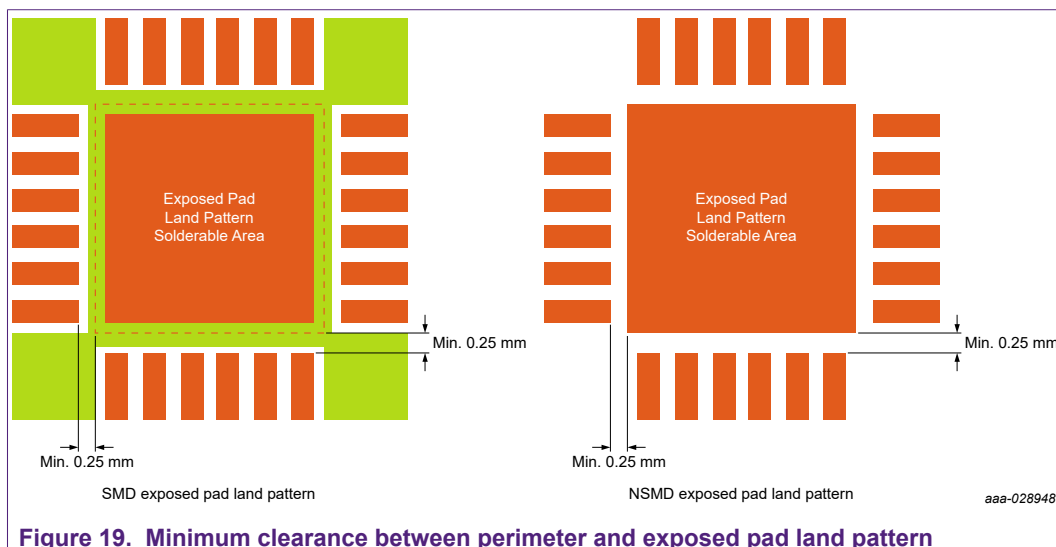 Exposed Pad
Land Pattern
Solderable Area
Exposed Pad
Land Pattern
Solderable Area
Min. 0.25 mm
Min. 0.25 mm
Min. 0.25 mm
Min. 0.25 mm
SMD exposed pad land pattern
NSMD exposed pad land pattern
aaa-028948
Figure 19. Minimum clearance between perimeter and exposed pad land pattern